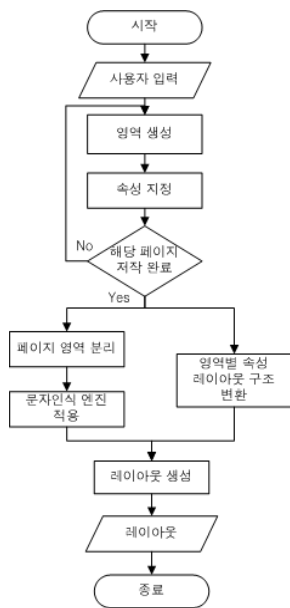 시작
사용자 입력
영역 생성
속성 지정
해당 페이지
저작 완료
No
Yes
페이지 영역 분리
문자인식 엔진
적용
영역별 속성
레이아웃 구조
변환
레이아웃 생성
레이아웃
종료